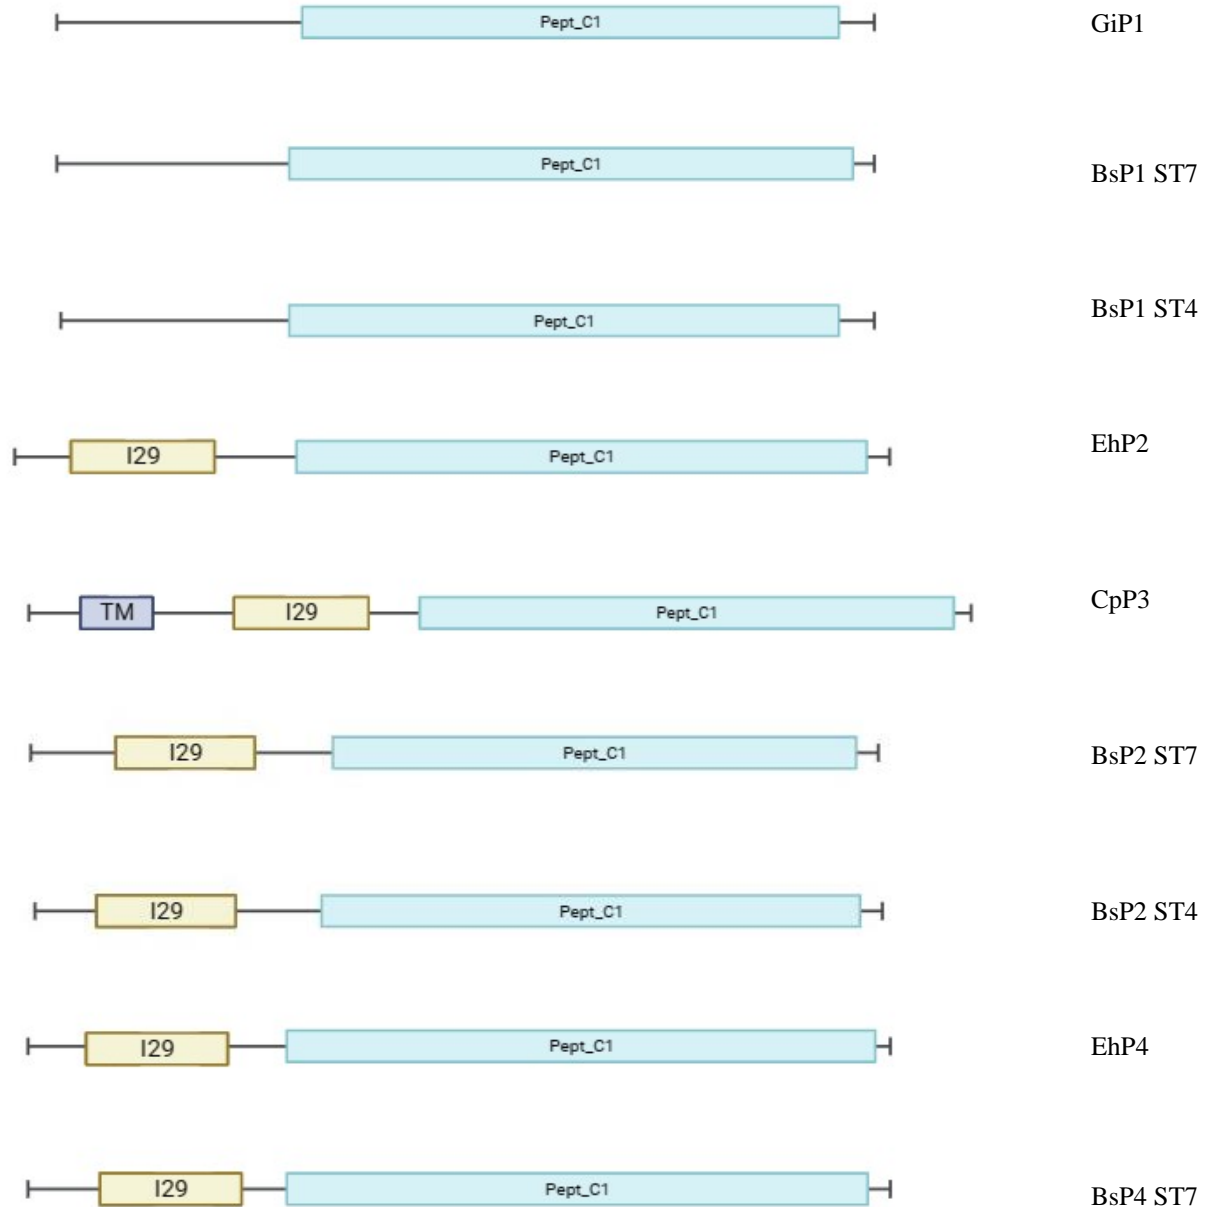 Pept_C1 GiP1
Pept_C1 BsP1 ST7
Pept_C1 BsP1 ST4
I29 Pept_C1 EhP2
TM I29 Pept_C1 CpP3
I29 Pept_C1 BsP2 ST7
I29 Pept_C1 BsP2 ST4
I29 Pept_C1 EhP4
I29 Pept_C1 BsP4 ST7